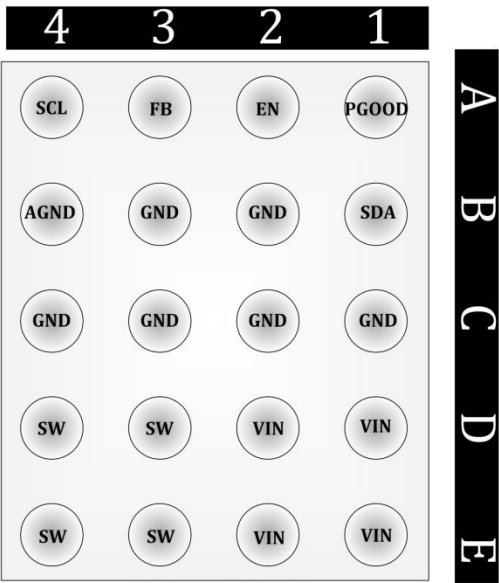 4 3 2 1
SCL FB EN PGOOD A
AGND GND GND SDA B
GND GND GND GND C
SW SW VIN VIN D
SW SW VIN VIN E